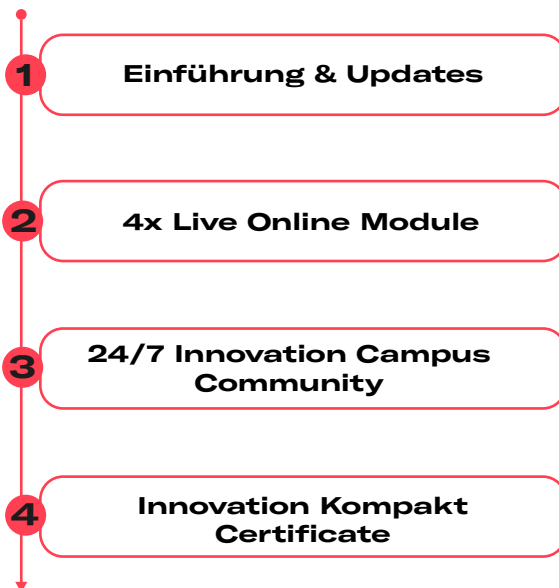 1
Einführung & Updates
2
4x Live Online Module
3
24/7 Innovation Campus
Community
4
Innovation Kompakt
Certificate